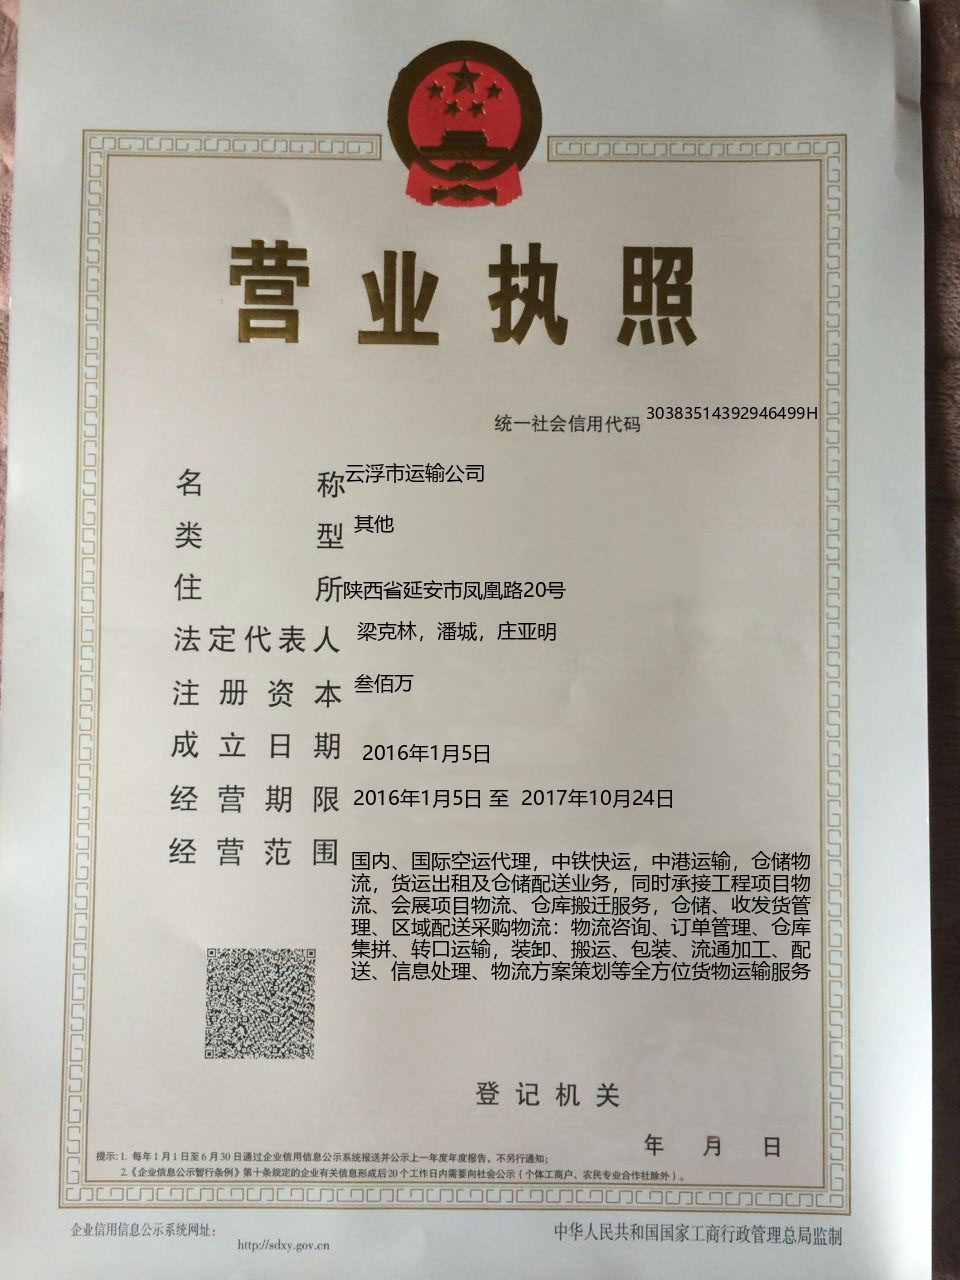 营业执照
统一社会信用代码 30383514392946499H
名称 云浮市运输公司
类型 其他
住所 陕西省延安市凤凰路20号
法定代表人 梁克林，潘城，庄亚明
注册资本 叁佰万
成立日期 2016年1月5日
经营期限 2016年1月5日 至 2017年10月24日
经营范围 国内、国际空运代理，中铁快运，中港运输，仓储物
流，货运出租及仓储配送业务，同时承接工程项目物
流、会展项目物流、仓库搬迁服务，仓储、收发货管
理、区域配送采购物流：物流咨询、订单管理、仓库
集拼、转口运输，装卸、搬运、包装、流通加工、配
送、信息处理、物流方案策划等全方位货物运输服务
登记机关
年 月 日
提示：1. 每年1月1日至6月30日通过企业信用信息公示系统报送并公示上一年度年度报告，不另行通知；
2.《企业信息公示暂行条例》第十条规定的企业有关信息形成后20个工作日内需要向社会公示（个体工商户、农民专业合作社除外）。
企业信用信息公示系统网址：
http://sdxy.gov.cn
中华人民共和国国家工商行政管理总局监制